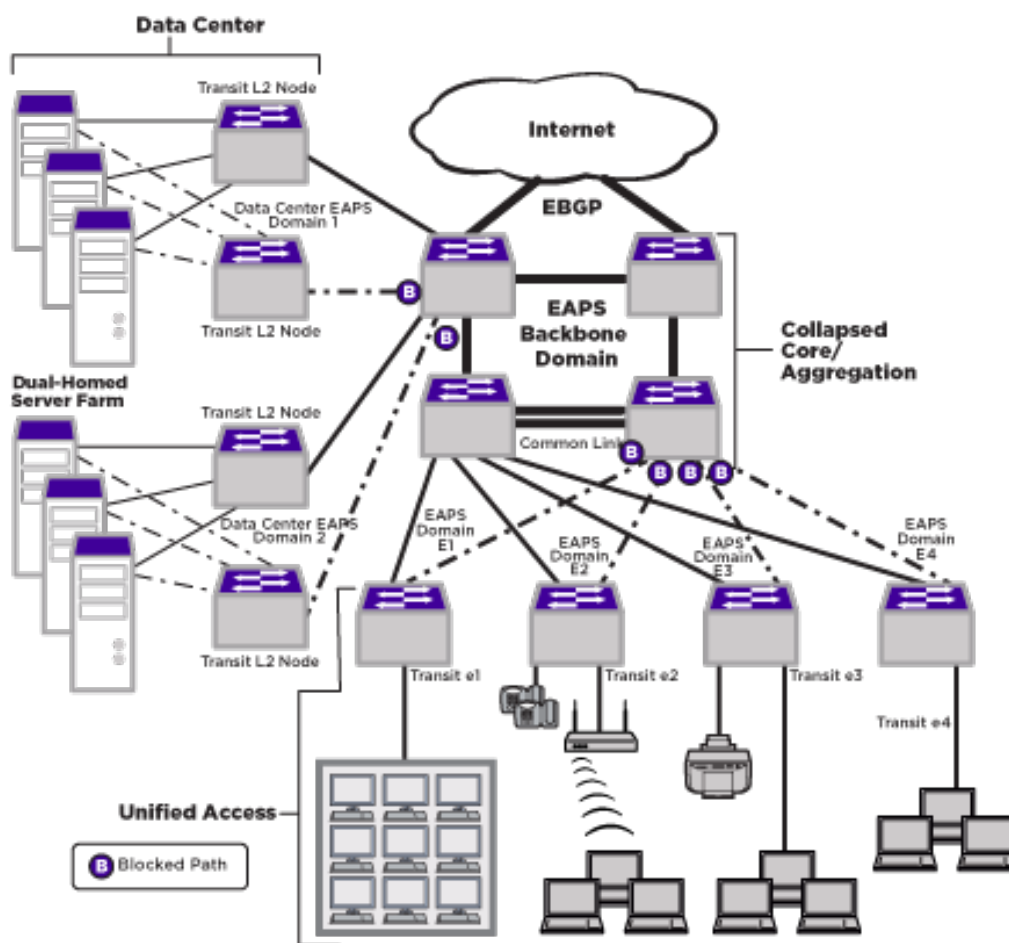 Data Center
Transit L2 Node
Internet
EBGP
Data Center EAPS
Domain 1
B
Transit L2 Node
EAPS
Backbone
Domain
B
Collapsed
Core/
Aggregation
Dual-Homed
Server Farm
Transit L2 Node
Common Link
B
B
B
B
Data Center EAPS
Domain 2
EAPS
Domain
E1
EAPS
Domain
E2
EAPS
Domain
E3
EAPS
Domain
E4
Transit L2 Node
Transit e1
Transit e2
Transit e3
Transit e4
Unified Access
B Blocked Path